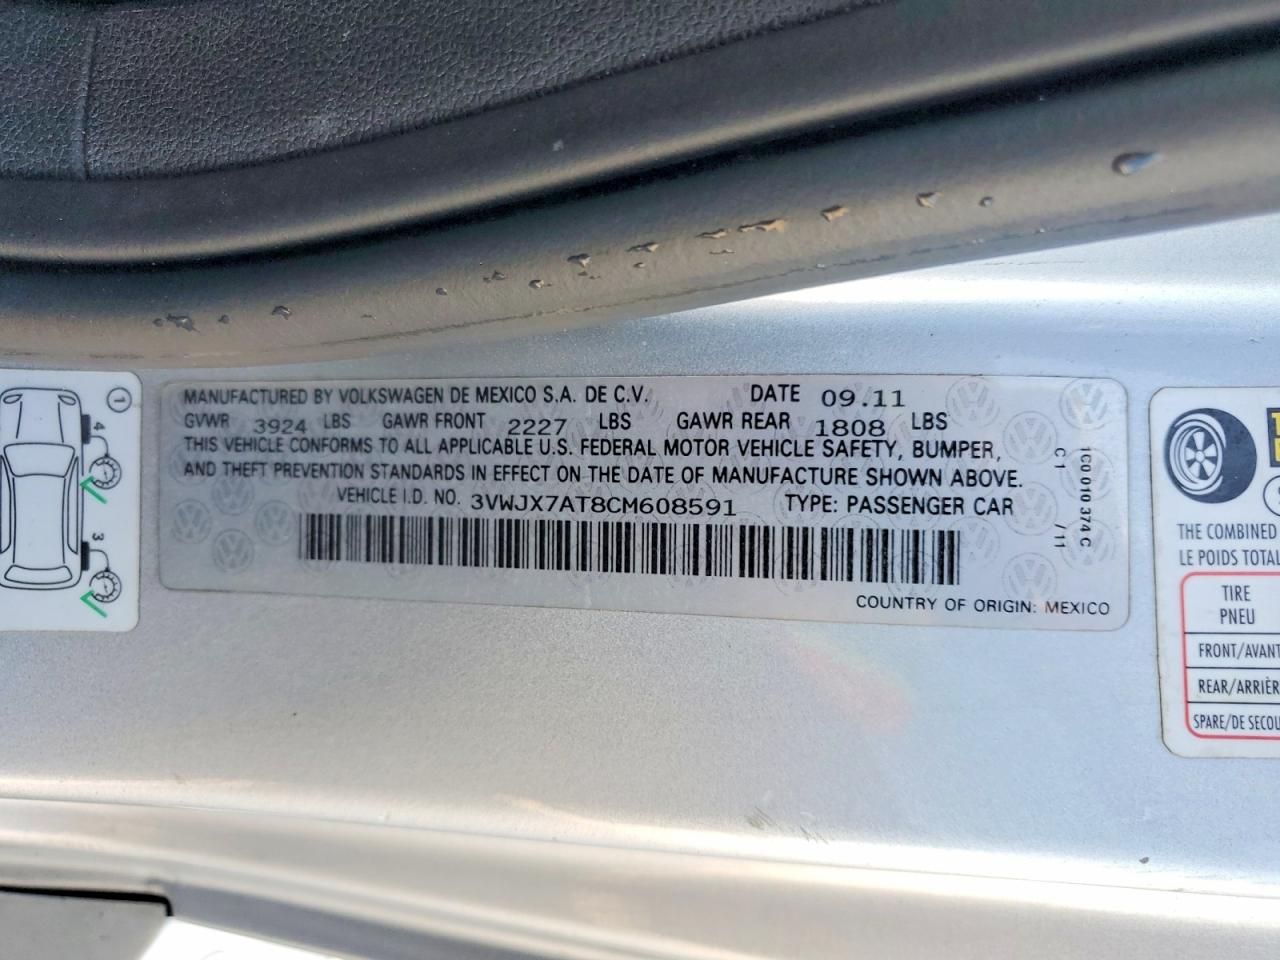 1
4
3
MANUFACTURED BY VOLKSWAGEN DE MEXICO S.A. DE C.V. DATE 09.11
GVWR 3924 LBS GAWR FRONT 2227 LBS GAWR REAR 1808 LBS
THIS VEHICLE CONFORMS TO ALL APPLICABLE U.S. FEDERAL MOTOR VEHICLE SAFETY, BUMPER,
AND THEFT PREVENTION STANDARDS IN EFFECT ON THE DATE OF MANUFACTURE SHOWN ABOVE.
VEHICLE I.D. NO. 3VWJX7AT8CM608591 TYPE: PASSENGER CAR
COUNTRY OF ORIGIN: MEXICO
1C0 010 374 C
C1 /11
THE COMBINED
LE POIDS TOTAL
TIRE
PNEU
FRONT/AVANT
REAR/ARRIÈR
SPARE/DE SECOU